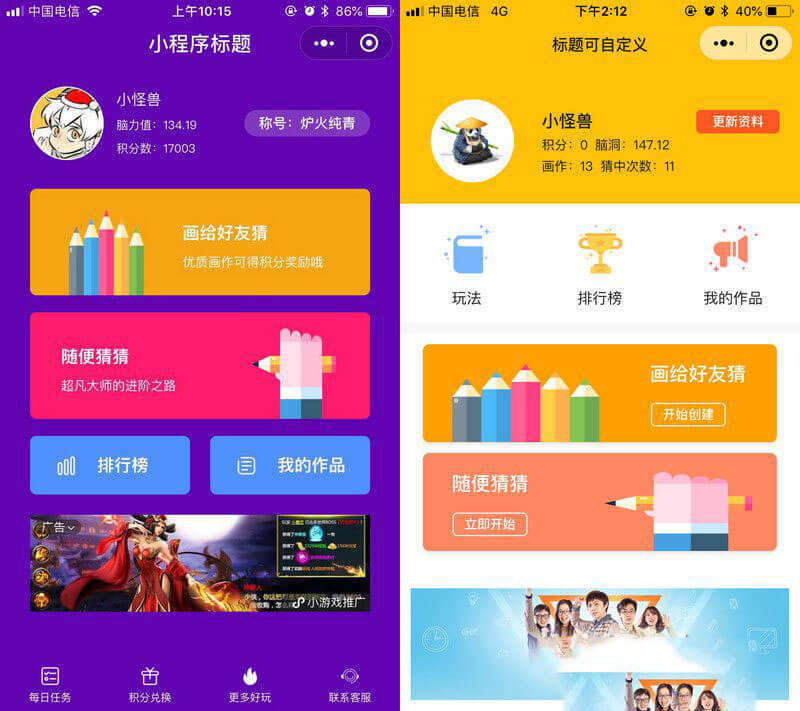 中国电信
上午10:15
86%
小程序标题
小怪兽
脑力值：134.19
积分数：17003
称号：炉火纯青
画给好友猜
优质画作可得积分奖励哦
随便猜猜
超凡大师的进阶之路
排行榜
我的作品
广告
小游戏推广
每日任务
积分兑换
更多好玩
联系客服
中国电信 4G
下午2:12
40%
标题可自定义
小怪兽
更新资料
积分：0 脑洞：147.12
画作：13 猜中次数：11
玩法
排行榜
我的作品
画给好友猜
开始创建
随便猜猜
立即开始